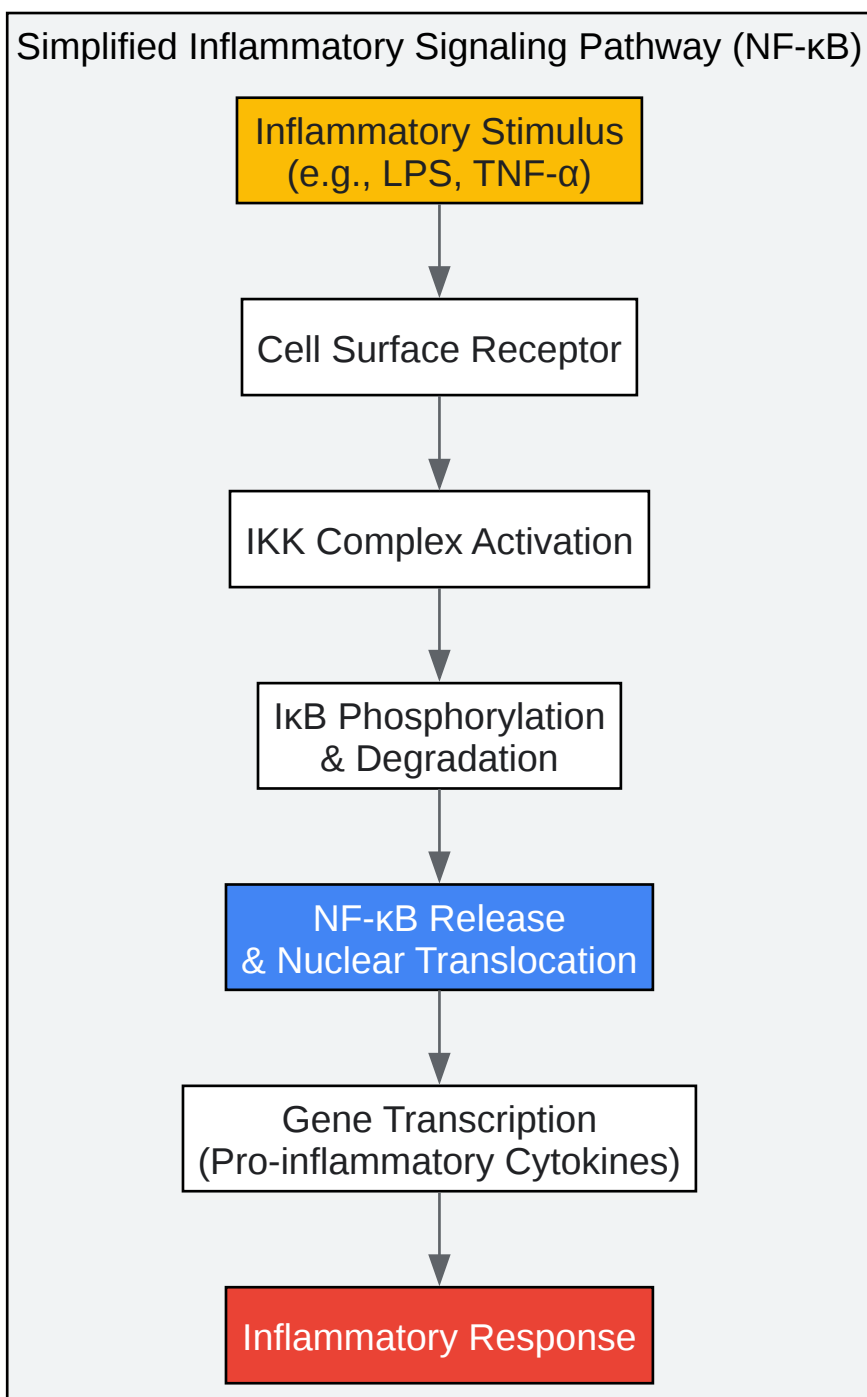 Simplified Inflammatory Signaling Pathway (NF-κB)
Inflammatory Stimulus
(e.g., LPS, TNF-α)
Cell Surface Receptor
IKK Complex Activation
IκB Phosphorylation
& Degradation
NF-κB Release
& Nuclear Translocation
Gene Transcription
(Pro-inflammatory Cytokines)
Inflammatory Response